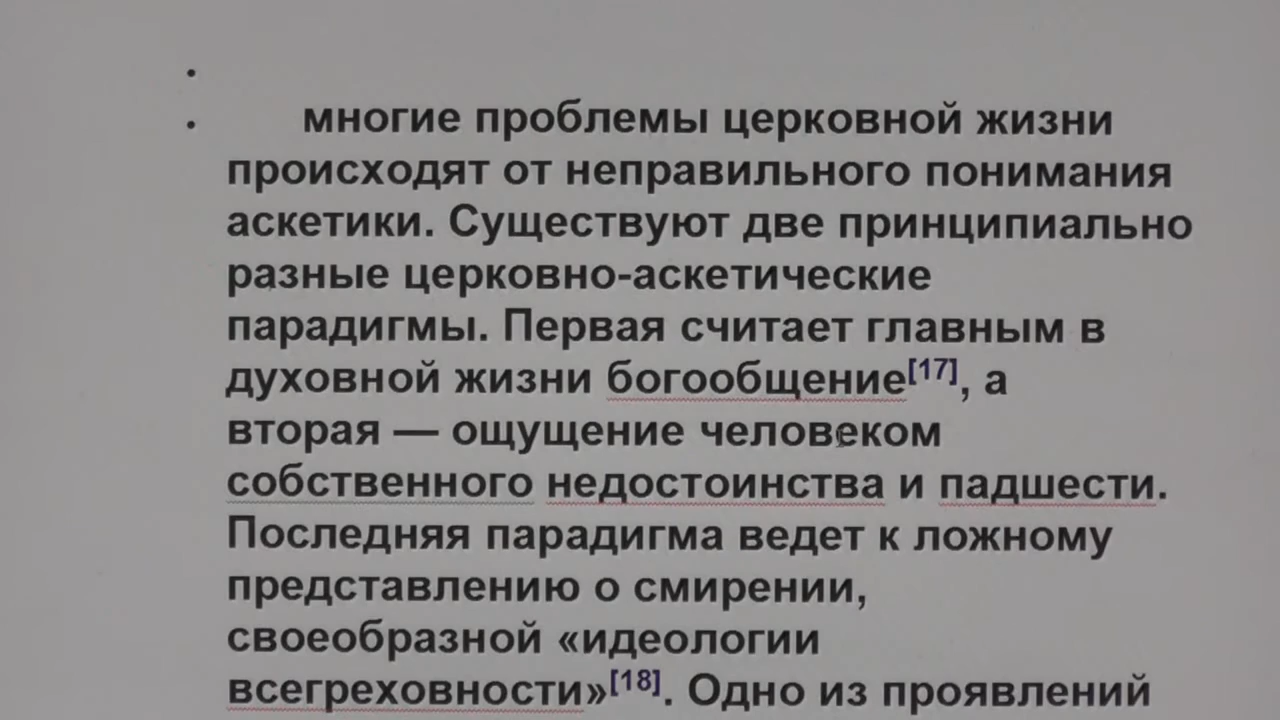 многие проблемы церковной жизни
происходят от неправильного понимания
аскетики. Существуют две принципиально
разные церковно-аскетические
парадигмы. Первая считает главным в
духовной жизни богообщение[17], а
вторая — ощущение человеком
собственного недостоинства и падшести.
Последняя парадигма ведет к ложному
представлению о смирении,
своеобразной «идеологии
всегреховности»[18]. Одно из проявлений